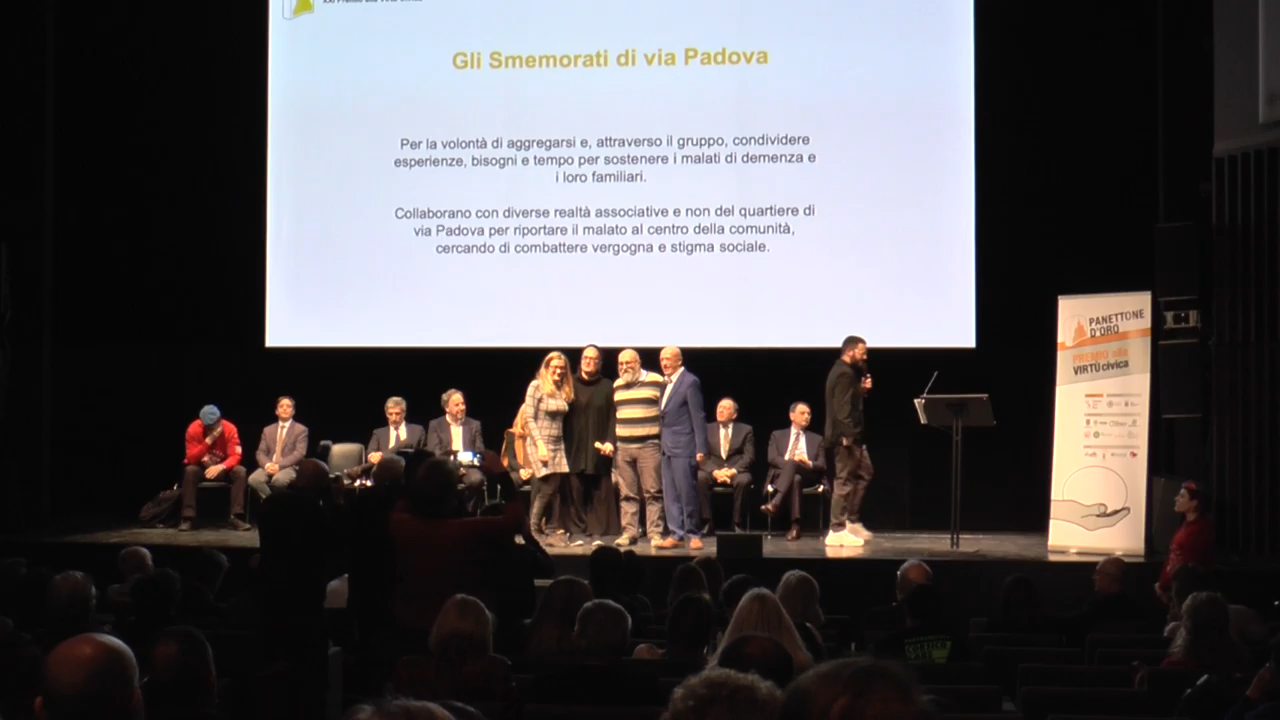 Gli Smemorati di via Padova
Per la volontà di aggregarsi e, attraverso il gruppo, condividere
esperienze, bisogni e tempo per sostenere i malati di demenza e
i loro familiari.
Collaborano con diverse realtà associative e non del quartiere di
via Padova per riportare il malato al centro della comunità,
cercando di combattere vergogna e stigma sociale.
PANETTONE
D'ORO
PREMIO alla
VIRTÙ civica